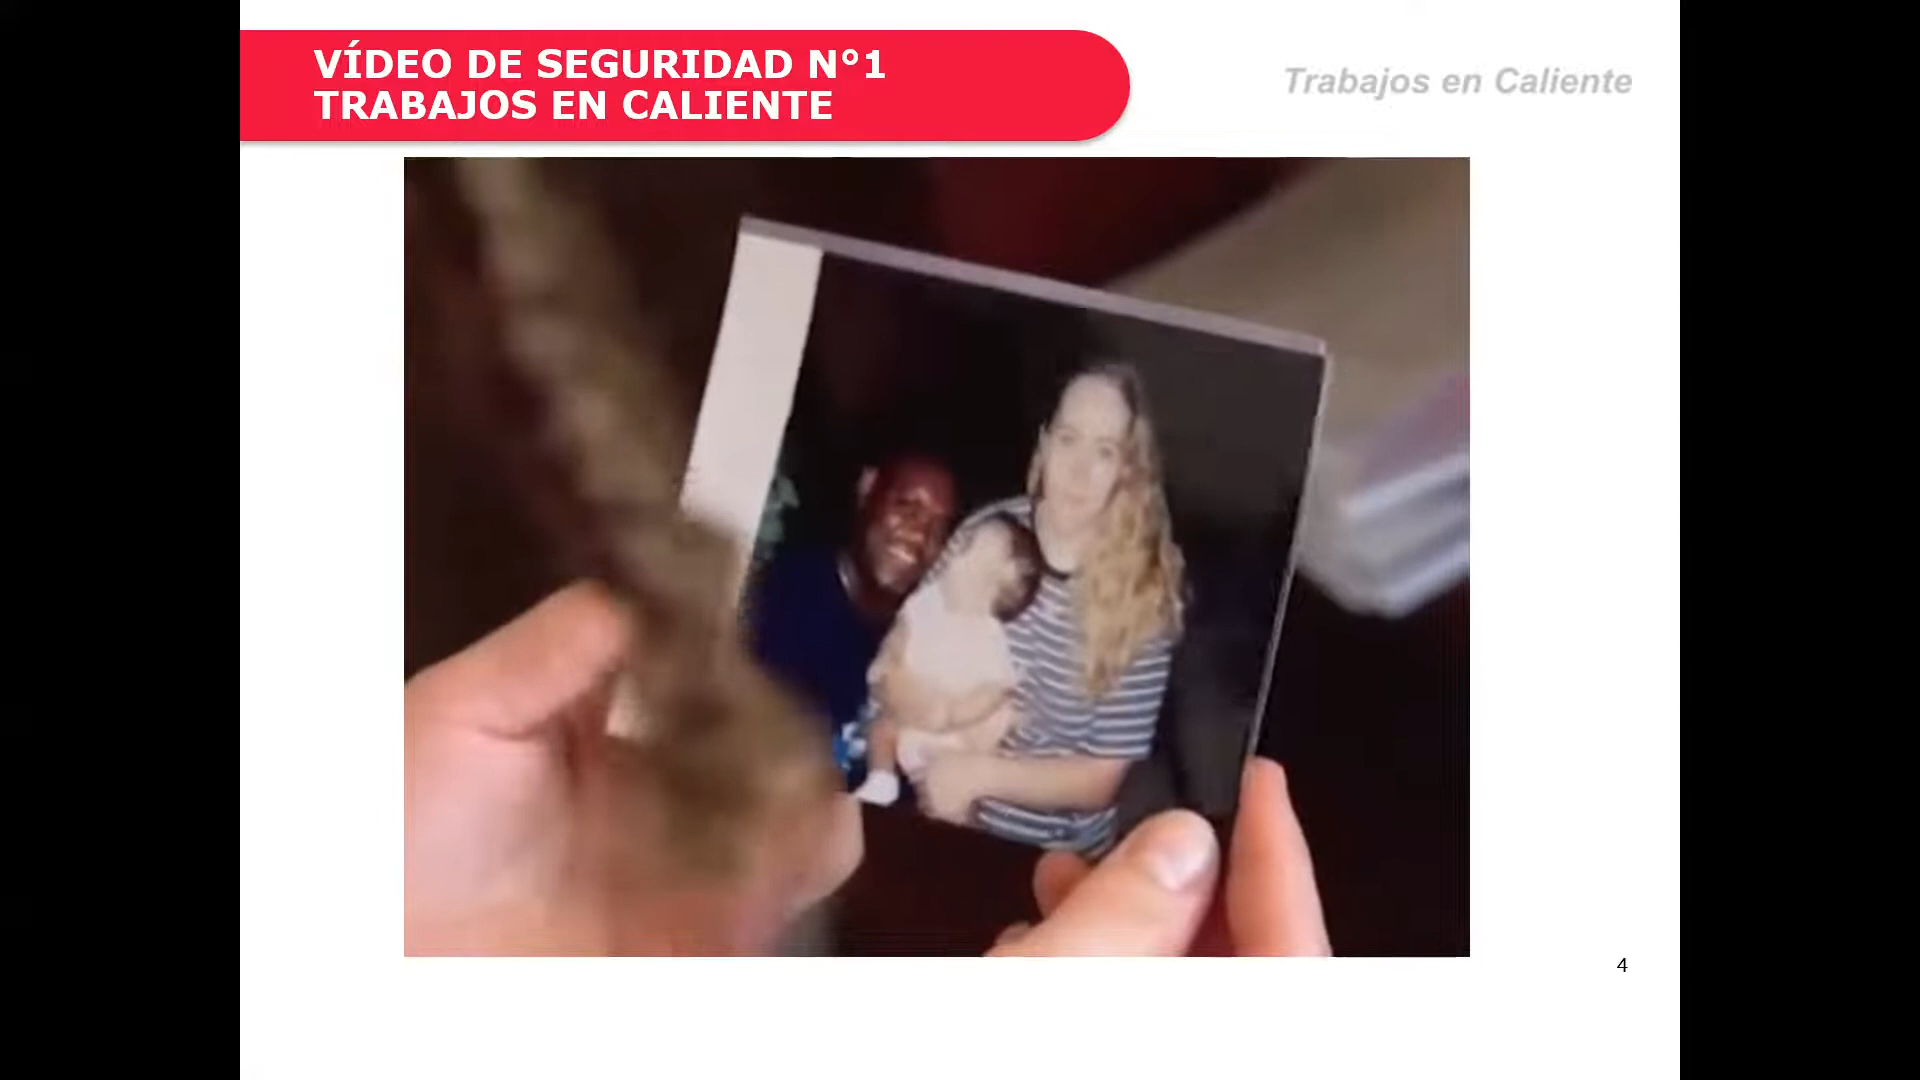 VÍDEO DE SEGURIDAD N°1
TRABAJOS EN CALIENTE
Trabajos en Caliente
4